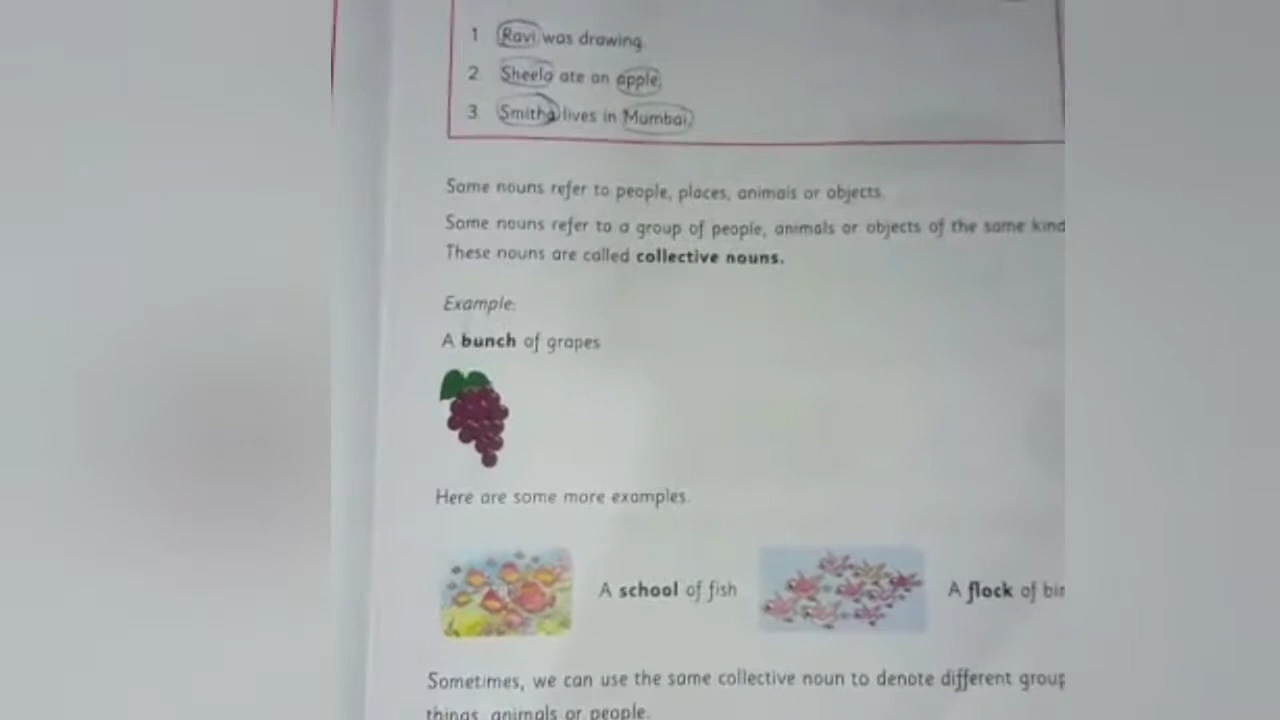 1 Ravi was drawing.
2 Sheela ate an apple.
3 Smitha lives in Mumbai.
Some nouns refer to people, places, animals or objects.
Some nouns refer to a group of people, animals or objects of the same kind
These nouns are called collective nouns.
Example:
A bunch of grapes
Here are some more examples.
A school of fish
A flock of
Sometimes, we can use the same collective noun to denote different
things, animals or people.